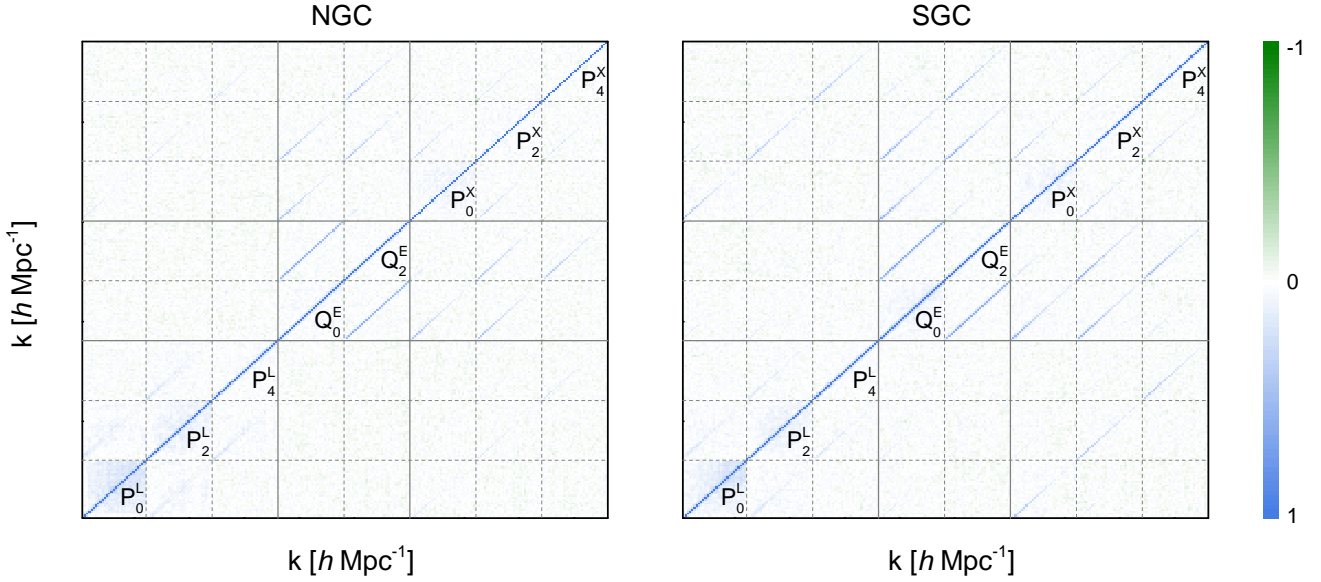 NGC
SGC
P₄ˣ
P₂ˣ
P₀ˣ
Q₂ᴱ
Q₀ᴱ
P₄ᴸ
P₂ᴸ
P₀ᴸ
P₄ˣ
P₂ˣ
P₀ˣ
Q₂ᴱ
Q₀ᴱ
P₄ᴸ
P₂ᴸ
P₀ᴸ
-1
0
1
k [h Mpc⁻¹]
k [h Mpc⁻¹]
k [h Mpc⁻¹]